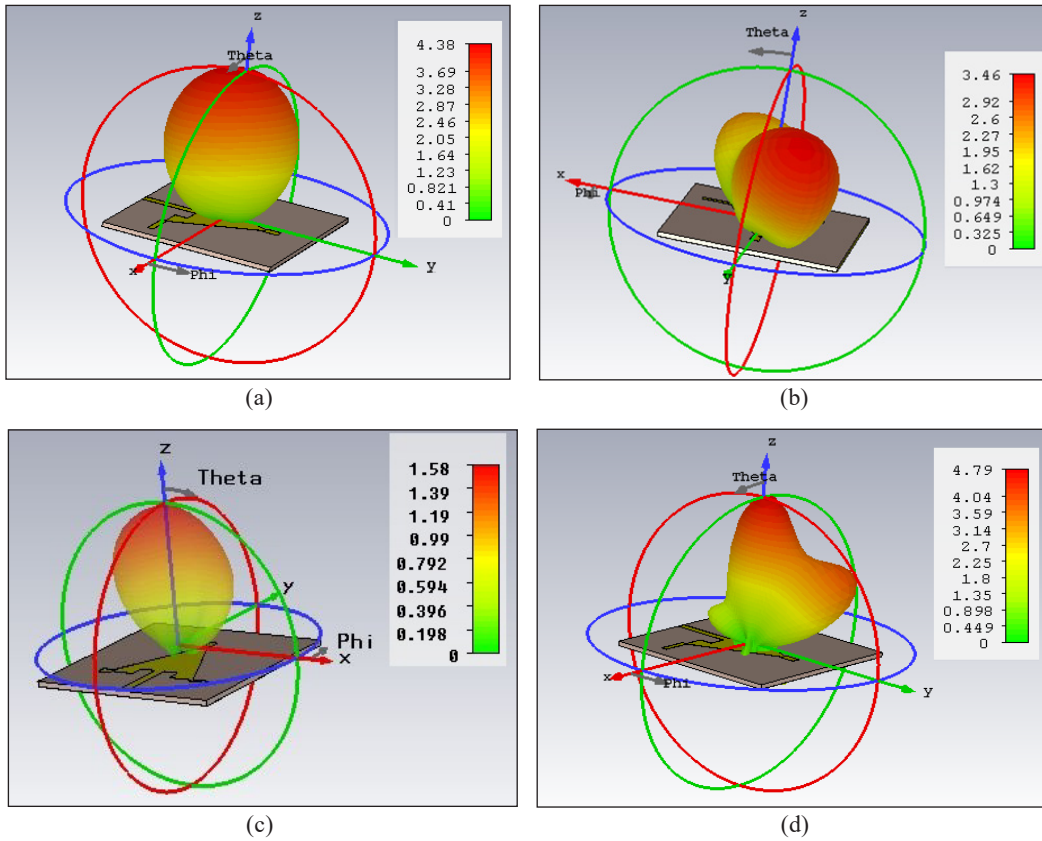 z
Theta
x
Phi
y
4.38
3.69
3.28
2.87
2.46
2.05
1.64
1.23
0.821
0.41
0
(a)
z
Theta
x
Phi
y
3.46
2.92
2.6
2.27
1.95
1.62
1.3
0.974
0.649
0.325
0
(b)
z
Theta
y
Phi
x
1.58
1.39
1.19
0.99
0.792
0.594
0.396
0.198
0
(c)
z
Theta
x
Phi
y
4.79
4.04
3.59
3.14
2.7
2.25
1.8
1.35
0.898
0.449
0
(d)